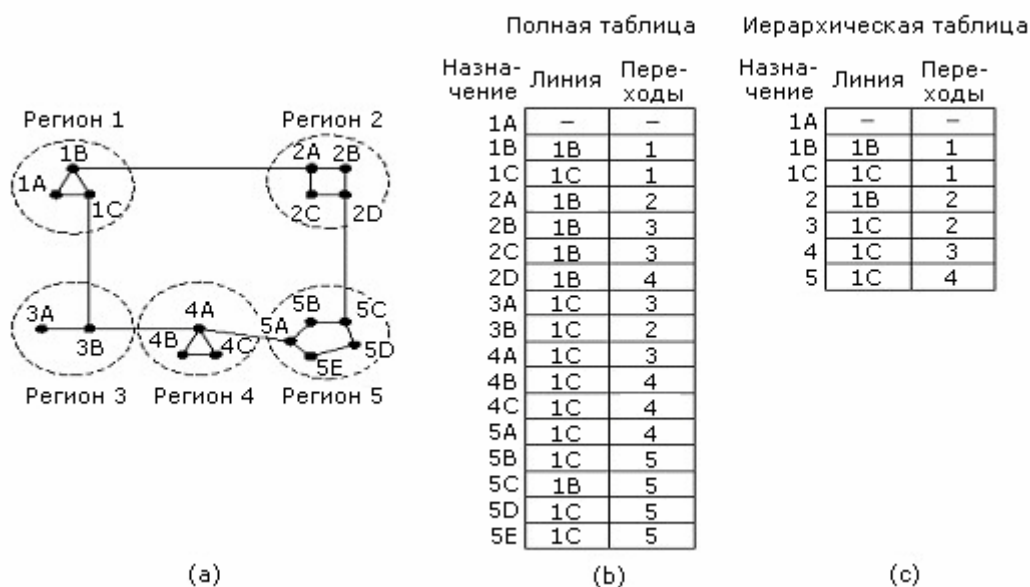 Полная таблица
Иерархическая таблица
Регион 1
Регион 2
1B
1A
1C
2A
2B
2C
2D
3A
3B
4A
4B
4C
5A
5B
5C
5D
5E
Регион 3
Регион 4
Регион 5
(a)
Назна-
чение
Линия
Пере-
ходы
1A – –
1B 1B 1
1C 1C 1
2A 1B 2
2B 1B 3
2C 1B 3
2D 1B 4
3A 1C 3
3B 1C 2
4A 1C 3
4B 1C 4
4C 1C 4
5A 1C 4
5B 1C 5
5C 1B 5
5D 1C 5
5E 1C 5
(b)
Назна-
чение
Линия
Пере-
ходы
1A – –
1B 1B 1
1C 1C 1
2 1B 2
3 1C 2
4 1C 3
5 1C 4
(c)